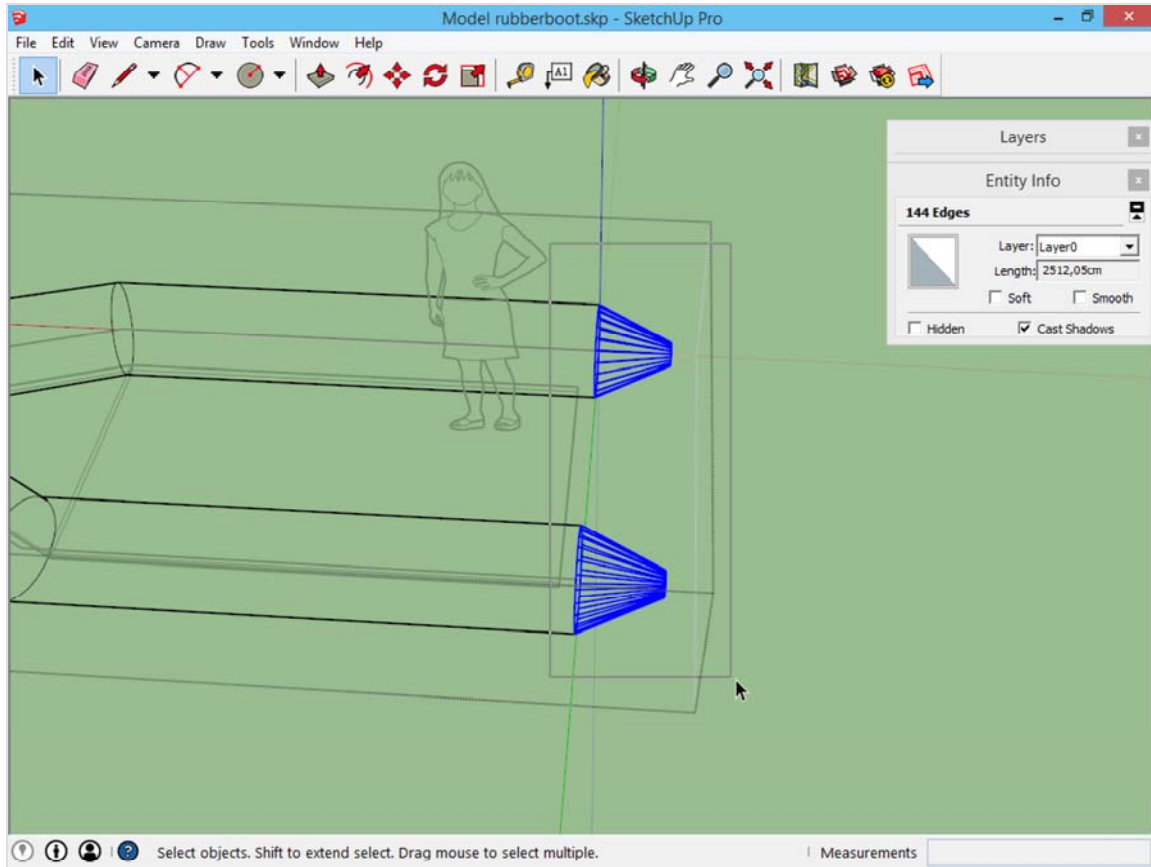 Model rubberboot.skp - SketchUp Pro
File Edit View Camera Draw Tools Window Help
A1
Layers
Entity Info
144 Edges
Layer: Layer0
Length: 2512,05cm
Soft Smooth
Hidden Cast Shadows
Select objects. Shift to extend select. Drag mouse to select multiple.
Measurements